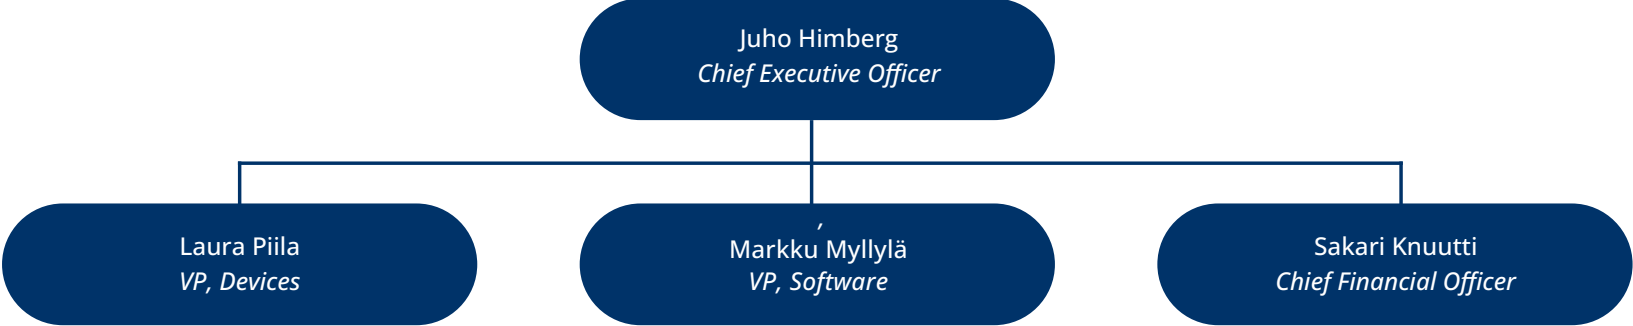 Juho Himberg
Chief Executive Officer
Laura Piila
VP, Devices
,
Markku Myllylä
VP, Software
Sakari Knuutti
Chief Financial Officer